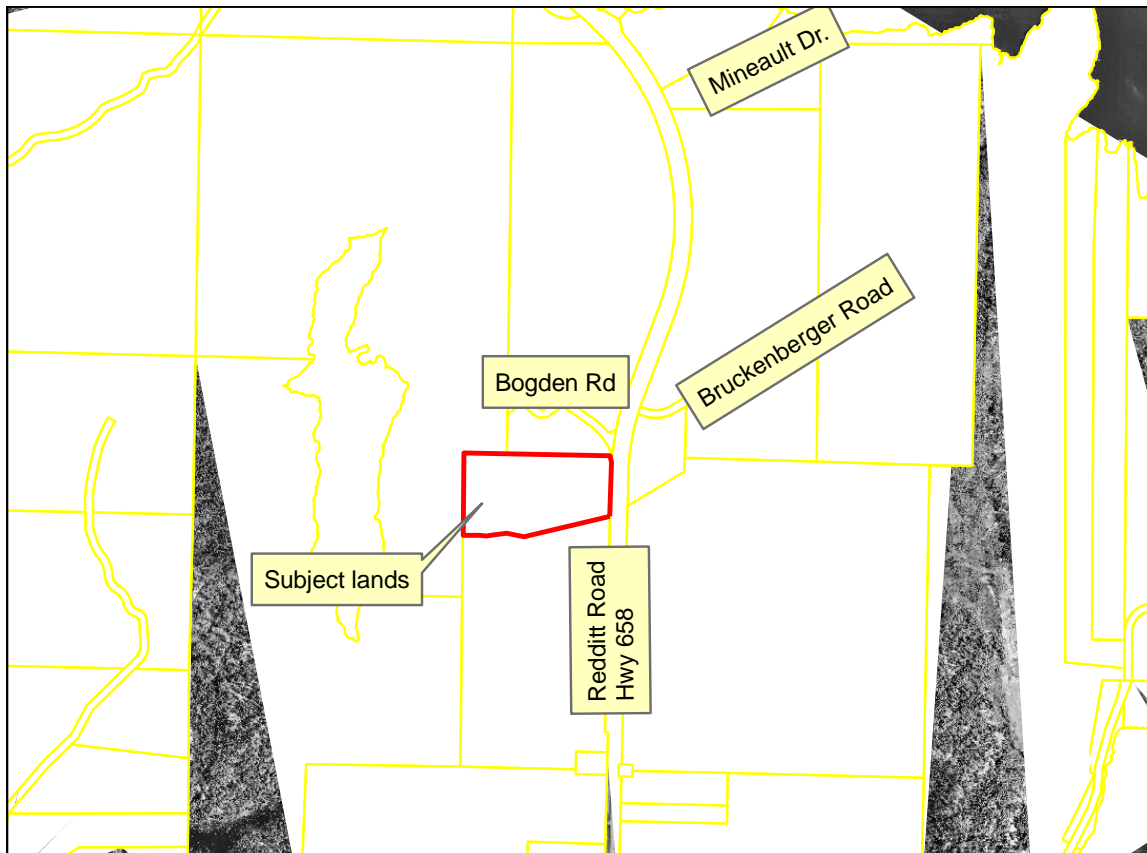 Mineault Dr.
Bruckenberger Road
Bogden Rd
Subject lands
Redditt Road
Hwy 658